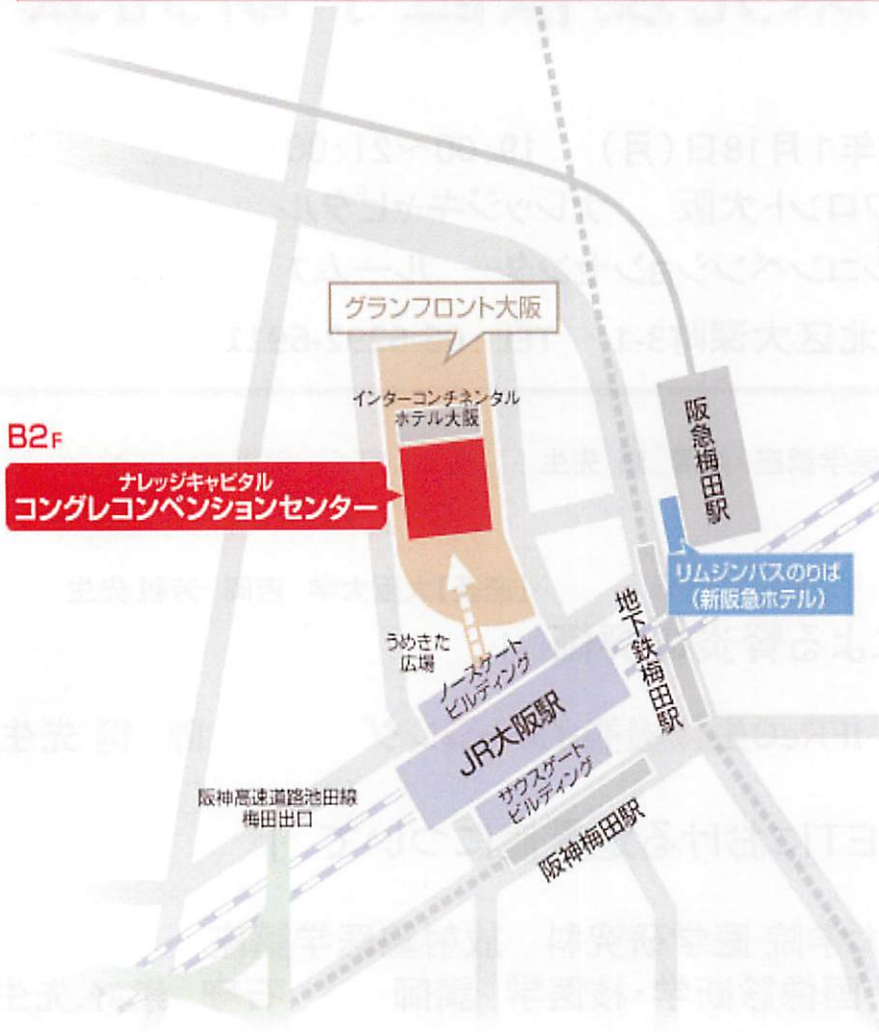 グランフロント大阪
インターコンチネンタル
ホテル大阪
B2F
ナレッジキャピタル
コングレコンベンションセンター
阪急梅田駅
リムジンバスのりば
(新阪急ホテル)
地下鉄梅田駅
うめきた
広場
ノースゲート
ビルディング
JR大阪駅
サウスゲート
ビルディング
阪神梅田駅
阪神高速道路池田線
梅田出口